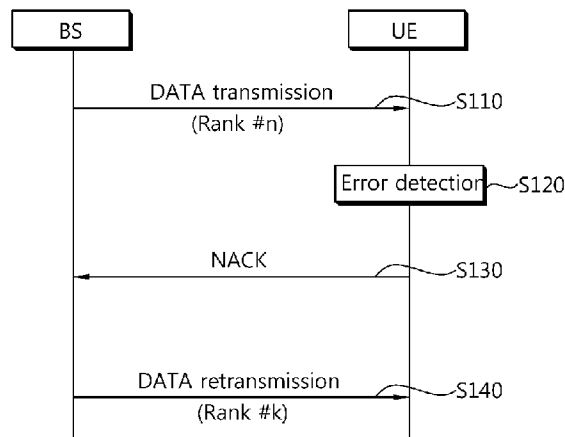 BS
UE
DATA transmission
(Rank #n)
S110
Error detection
S120
NACK
S130
DATA retransmission
(Rank #k)
S140